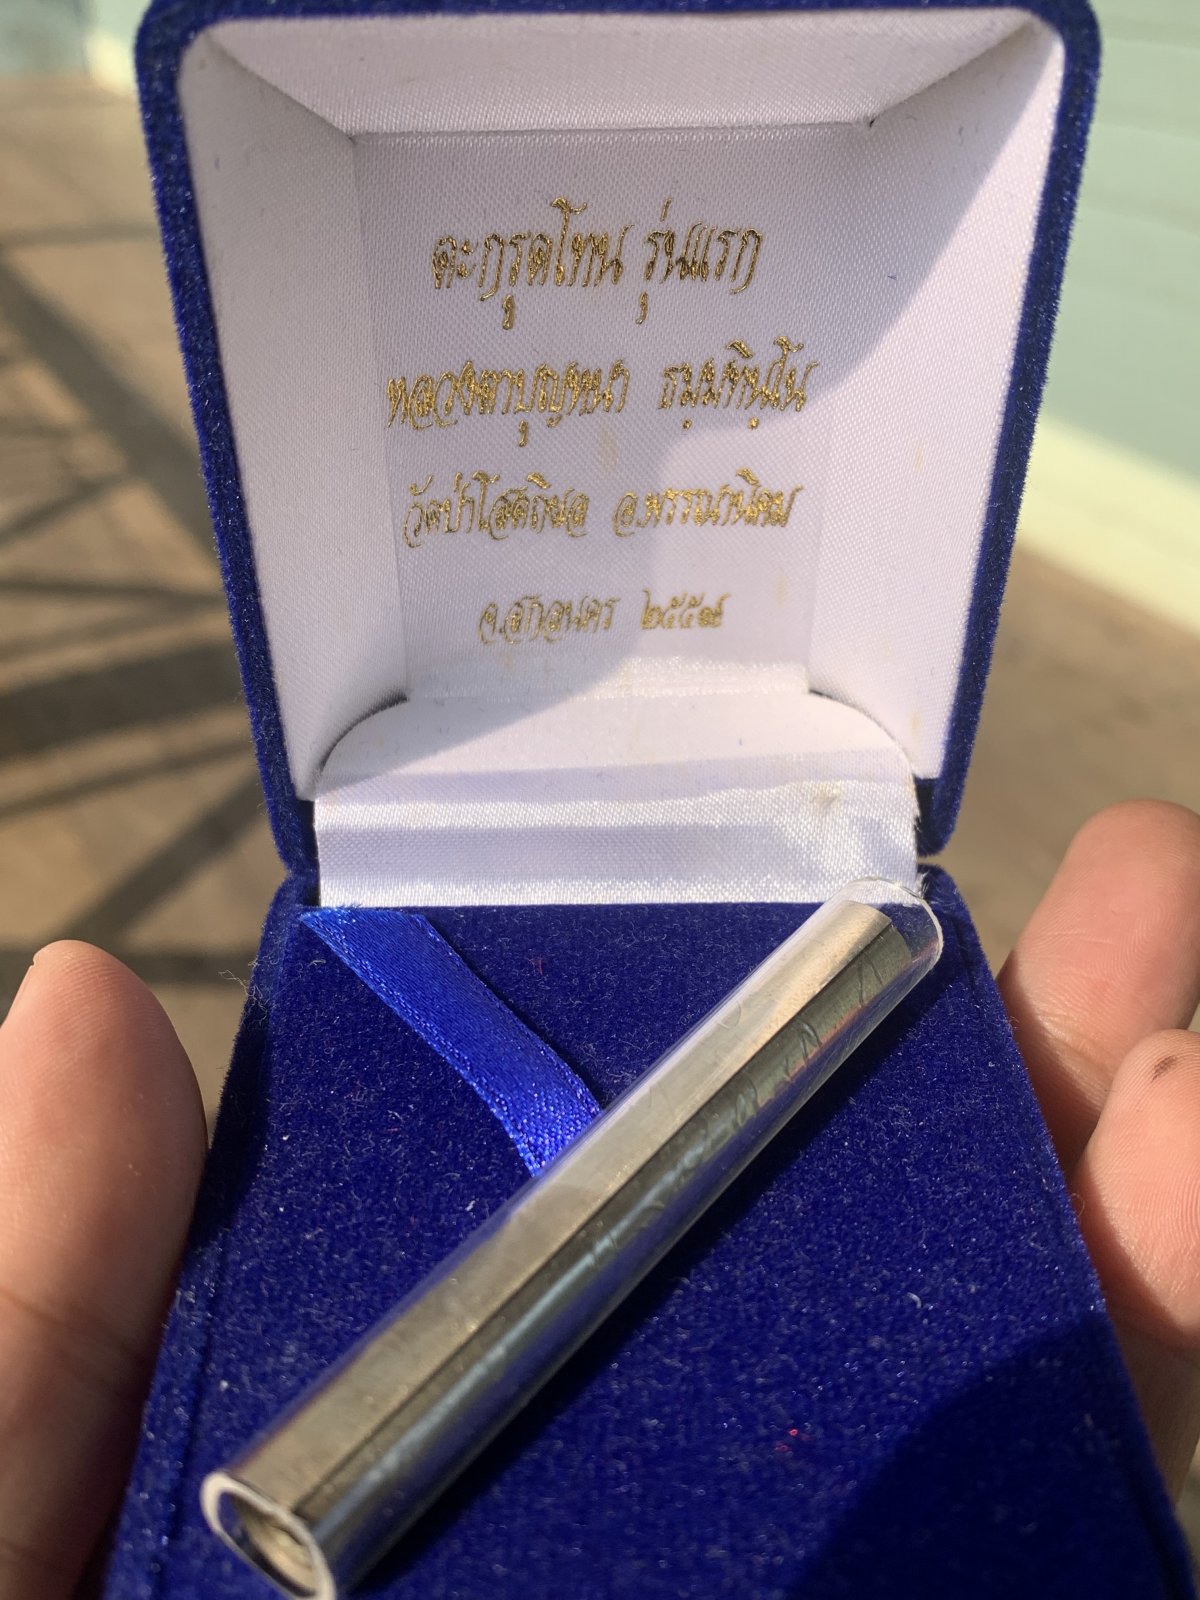 ตะกรุดโทน รุ่นแรก
หลวงตาบุญหนา ธมฺมทินฺโน
วัดป่าโสตถิผล อ.พรรณานิคม
จ.สกลนคร ๒๕๕๙